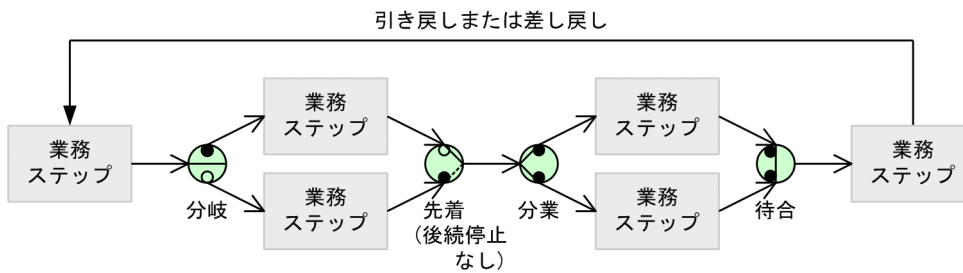 引き戻しまたは差し戻し
業務
ステップ
分岐
業務
ステップ
業務
ステップ
先着
（後続停止
なし）
分業
業務
ステップ
業務
ステップ
待合
業務
ステップ